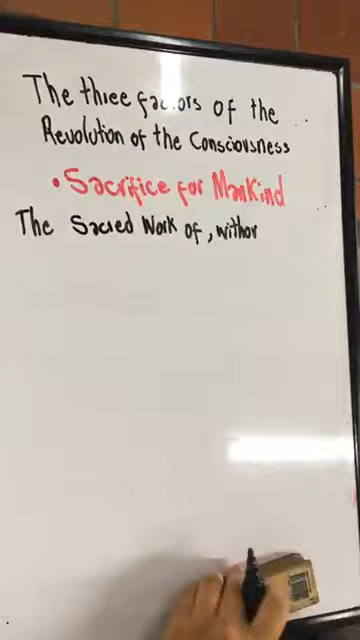 The three factors of the
Revolution of the Consciousness
• Sacrifice for Mankind
The Sacred Work of, withor